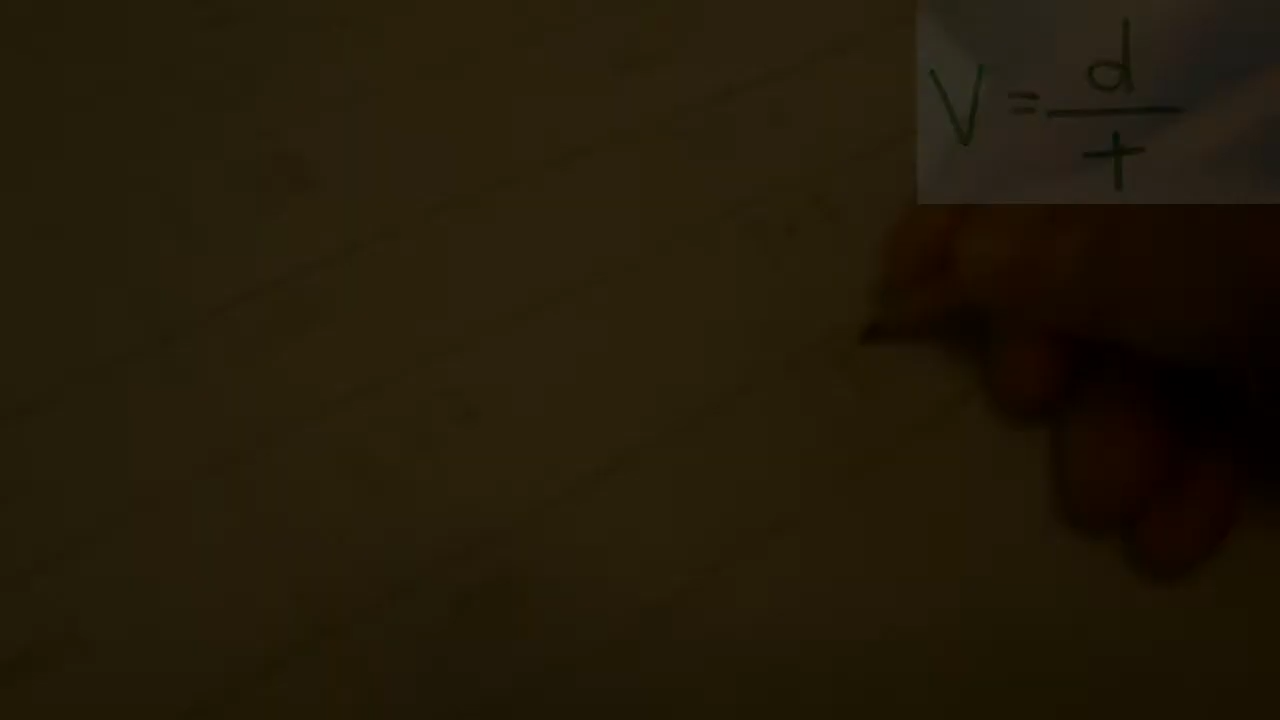 V = d/t